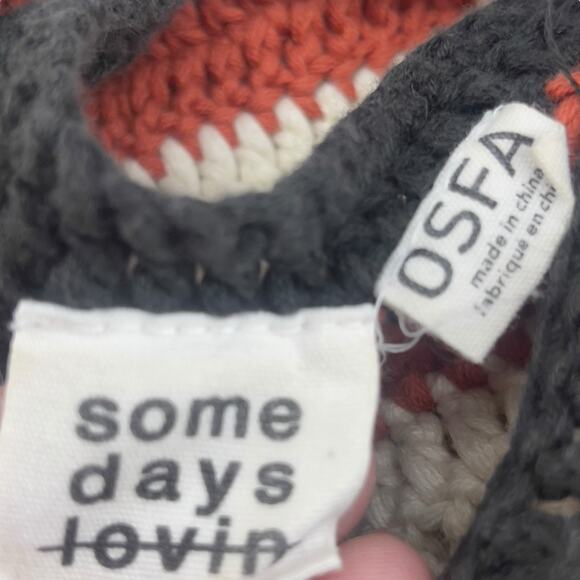 some
days
lovin
OSFA
made in china
fabrique en chi